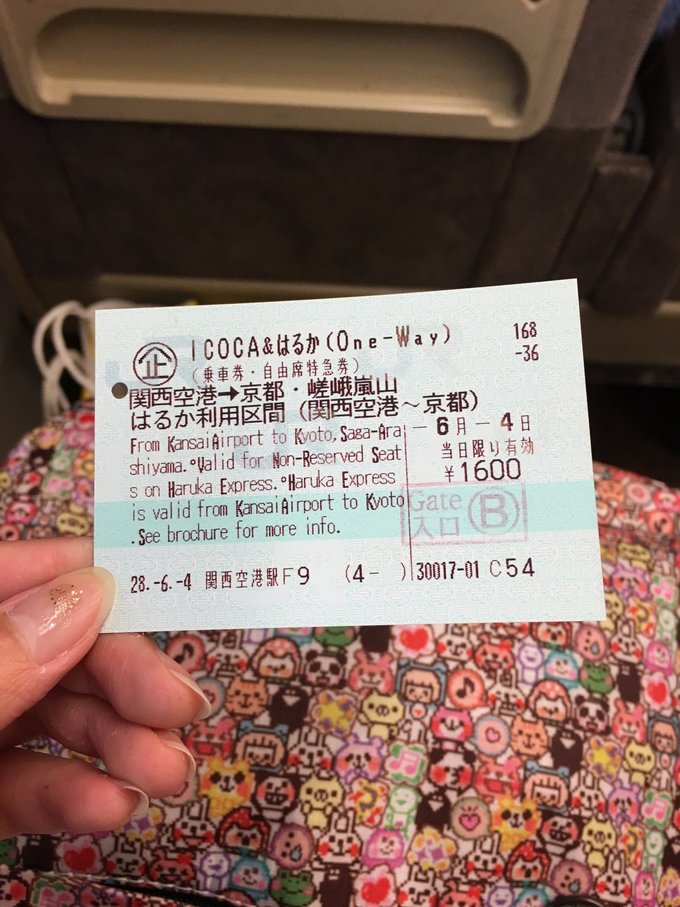 企 ICOCA&はるか(One-Way) 168
(乗車券・自由席特急券) -36
関西空港→京都・嵯峨嵐山
はるか利用区間(関西空港~京都)
From KansaiAirport to Kyoto,Saga-Ara
shiyama.°Valid for Non-Reserved Seat
s on Haruka Express.°Haruka Express
is valid from KansaiAirport to Kyoto
.See brochure for more info.
-6月-4日
当日限り有効
¥1600
Gate
入口 B
28.-6.-4 関西空港駅F9 (4- ) 30017-01 C54